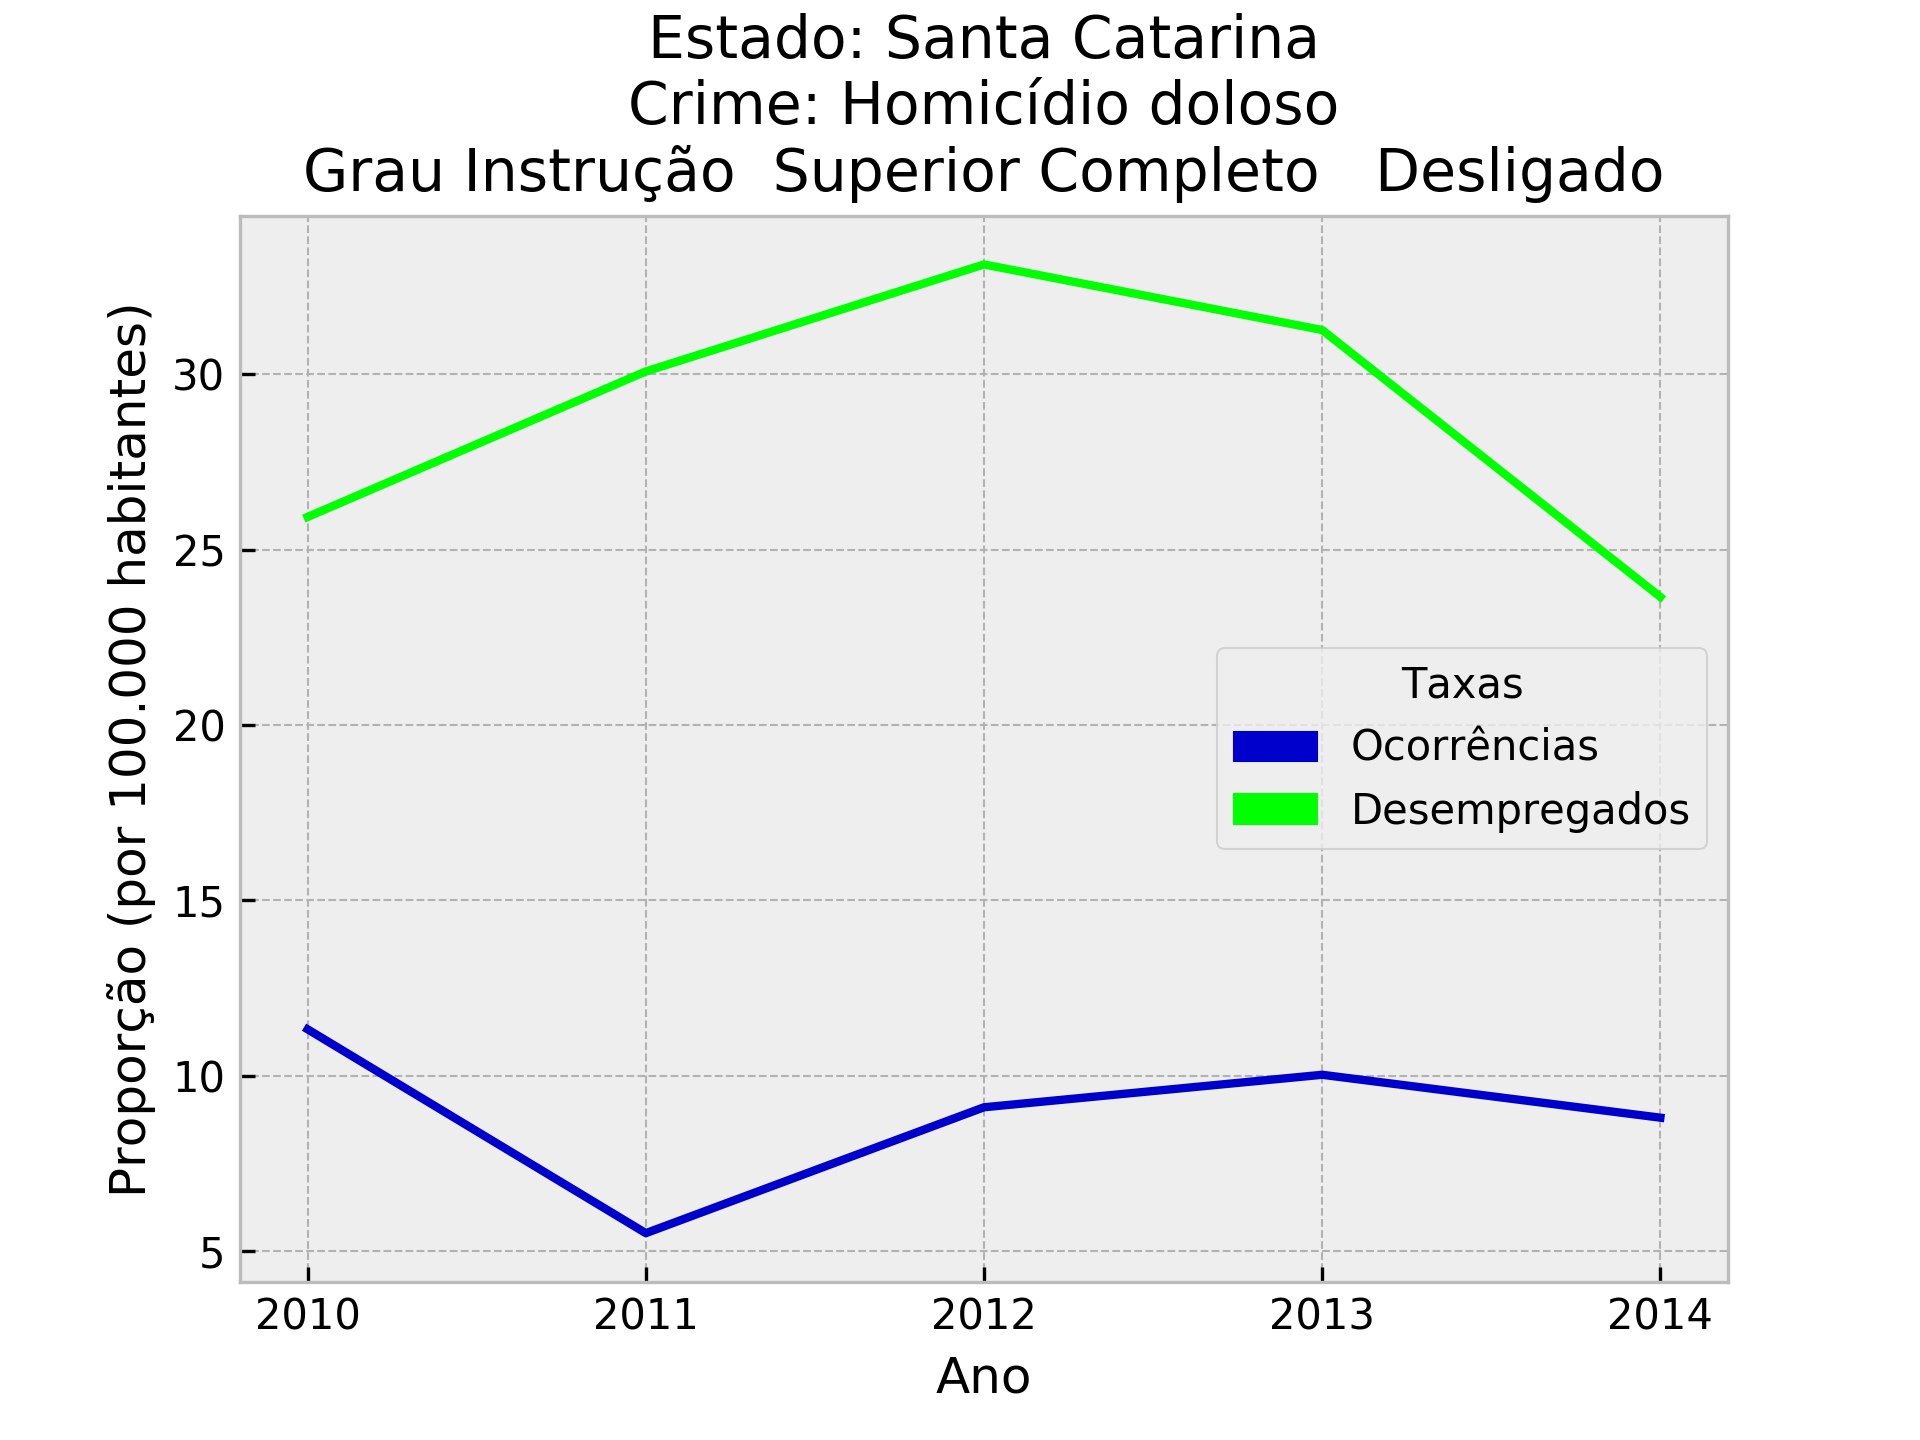 Estado: Santa Catarina
Crime: Homicídio doloso
Grau Instrução  Superior Completo   Desligado
Proporção (por 100.000 habitantes)
30
25
20
15
10
5
Taxas
Ocorrências
Desempregados
2010 2011 2012 2013 2014
Ano